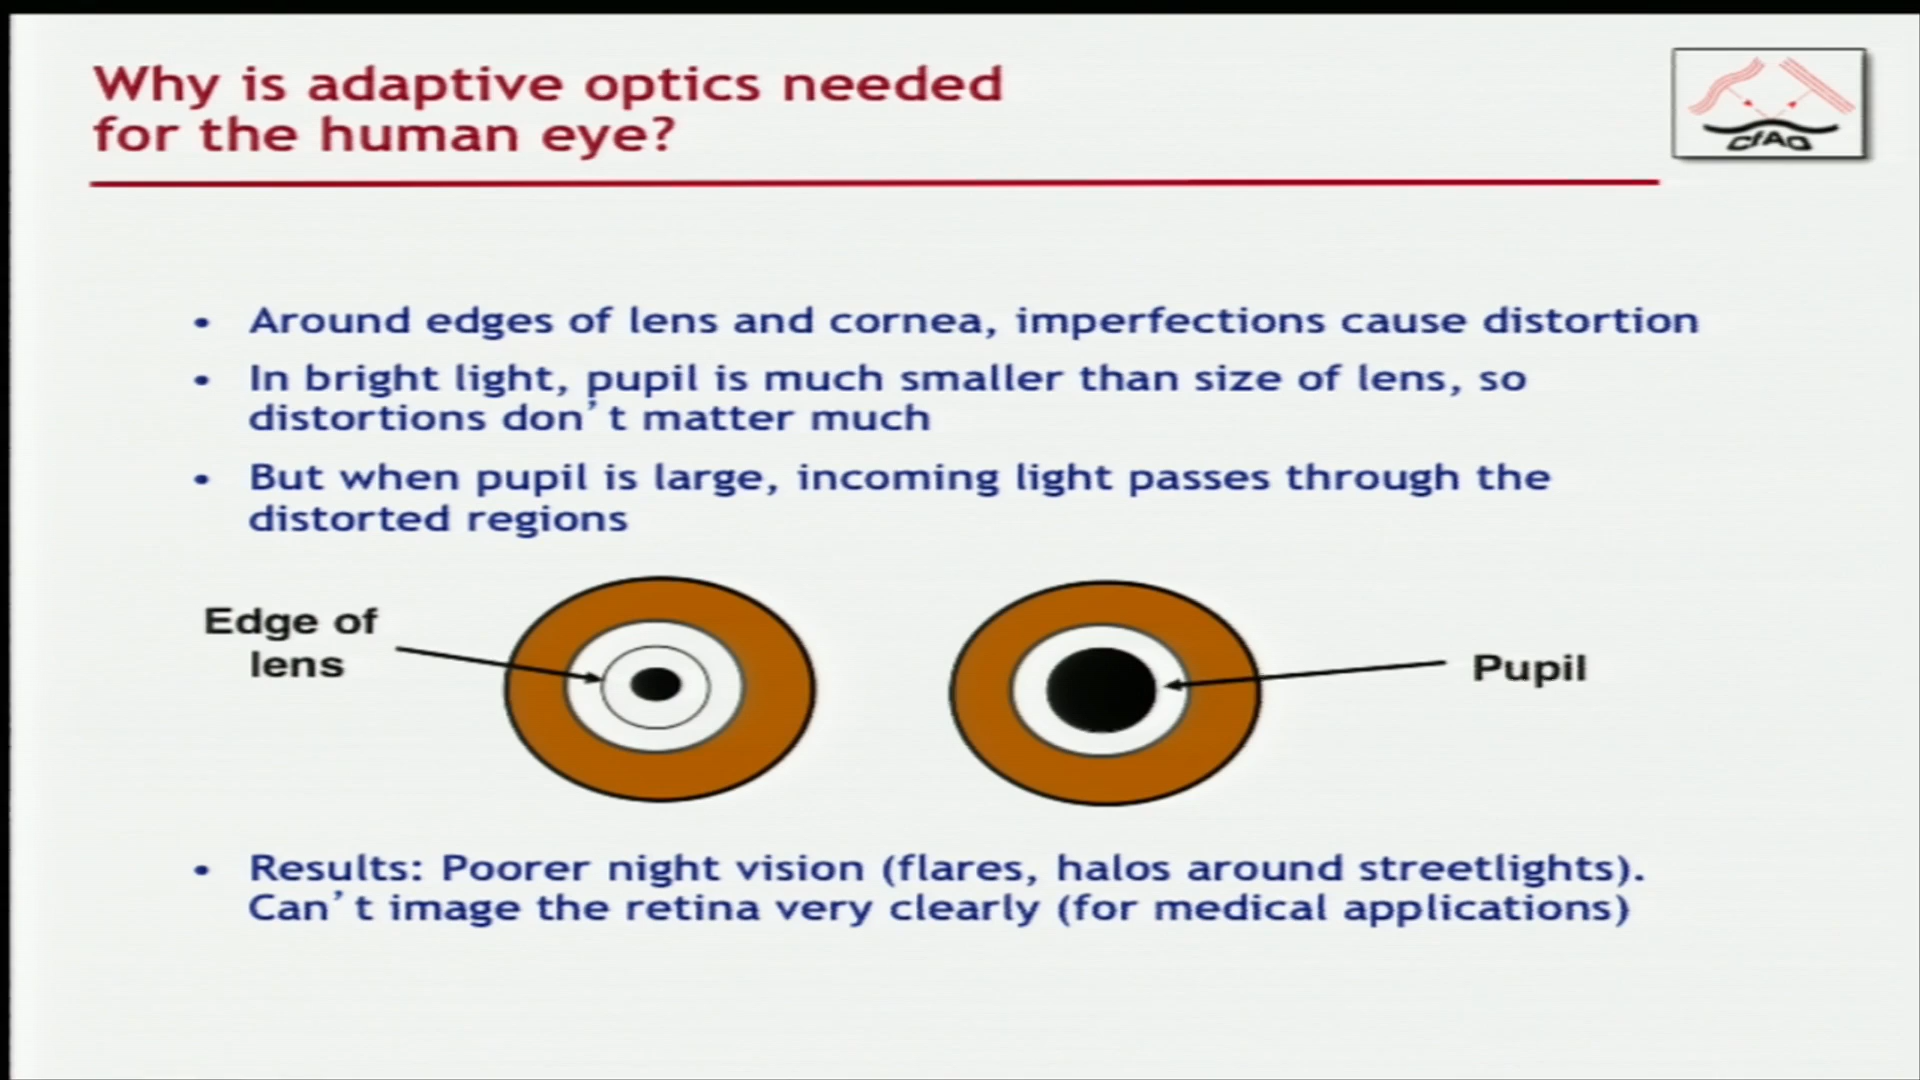 Why is adaptive optics needed
for the human eye?
CfAO
• Around edges of lens and cornea, imperfections cause distortion
• In bright light, pupil is much smaller than size of lens, so
distortions don't matter much
• But when pupil is large, incoming light passes through the
distorted regions
Edge of
lens
Pupil
• Results: Poorer night vision (flares, halos around streetlights).
Can't image the retina very clearly (for medical applications)